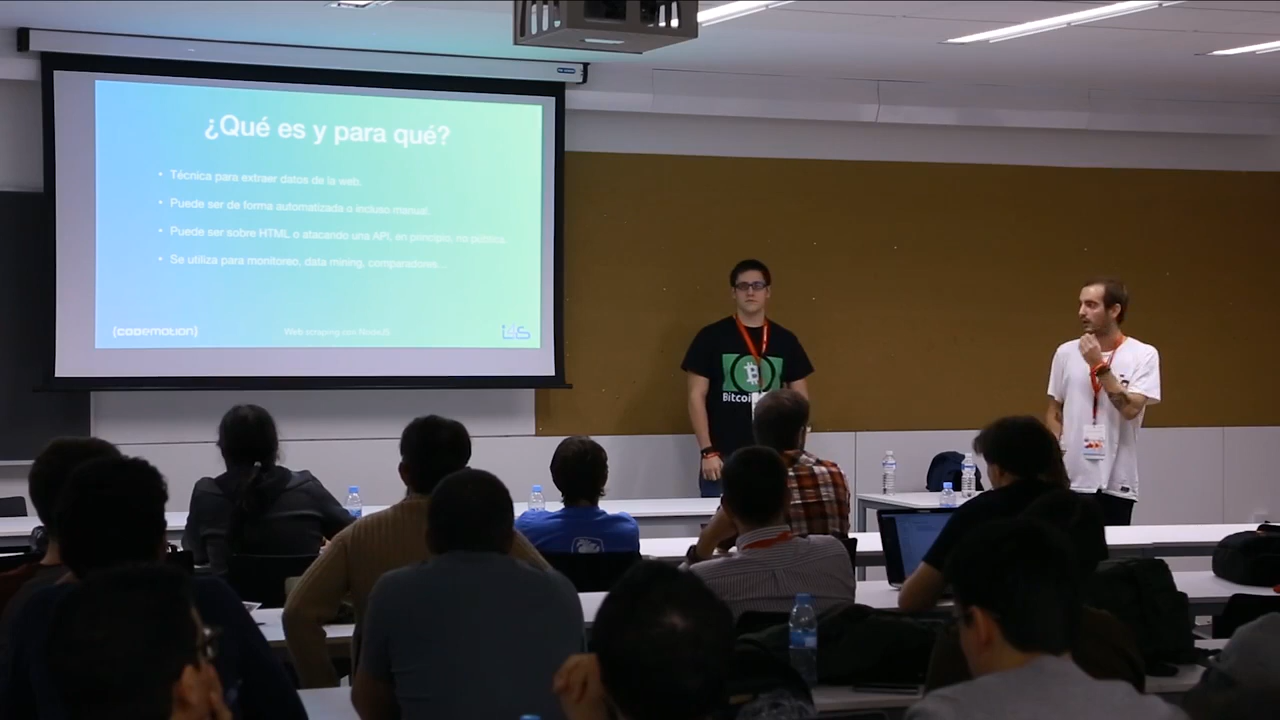 ¿Qué es y para qué?
• Técnica para extraer datos de la web.
• Puede ser de forma automatizada o incluso manual.
• Puede ser sobre HTML o atacando una API, en principio, no pública.
• Se utiliza para monitoreo, data mining, comparadores...
{codemotion}
Web scraping con NodeJS
Bitcoi